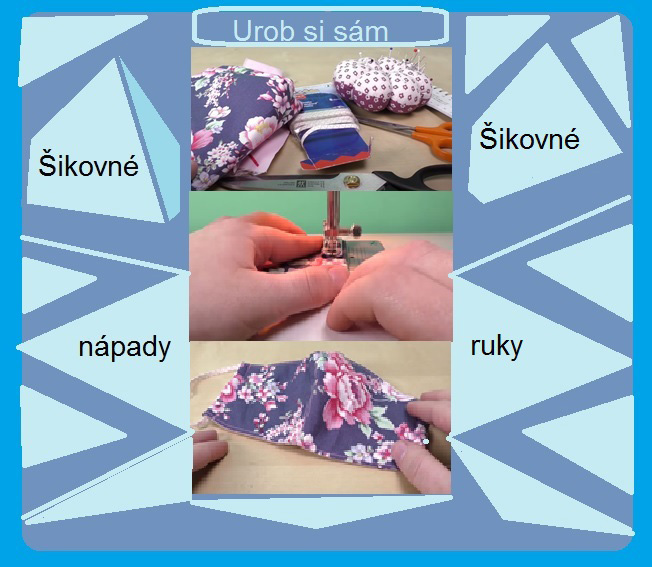 Urob si sám
Šikovné
nápady
Šikovné
ruky